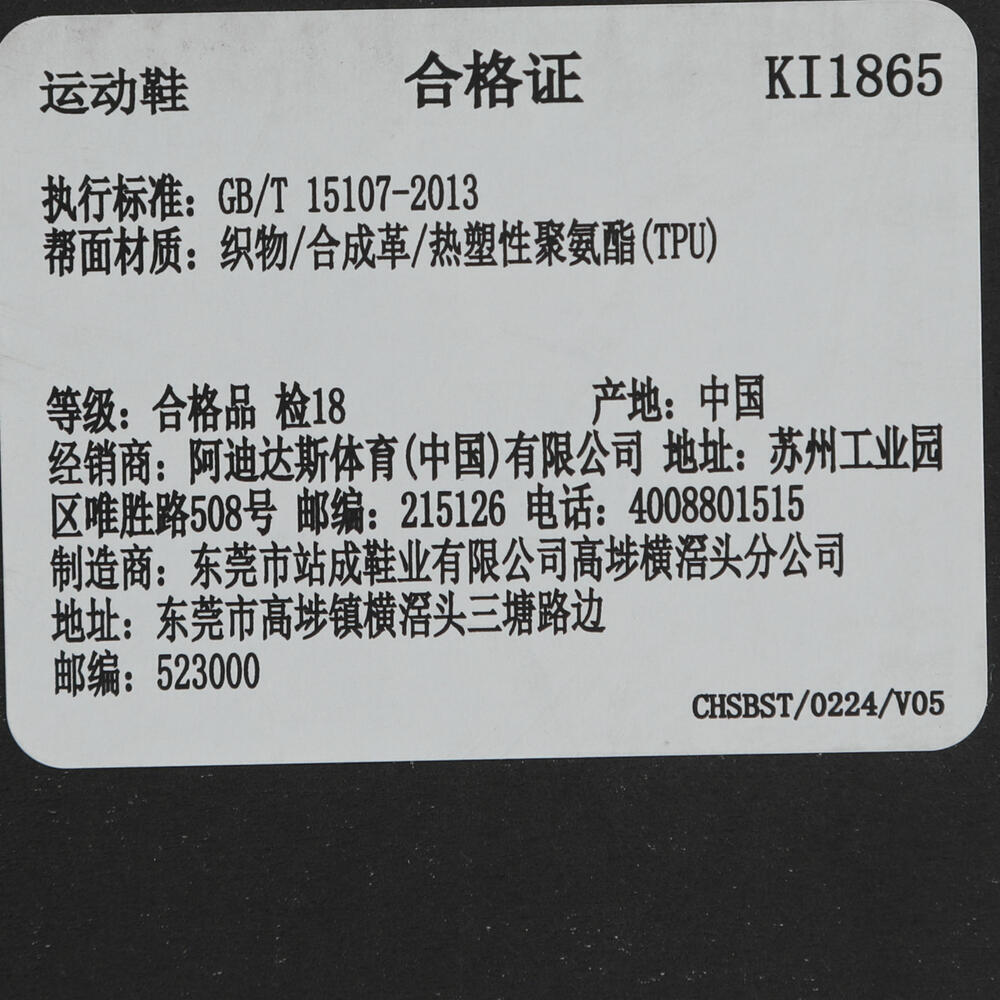 运动鞋 合格证 KI1865
执行标准：GB/T 15107-2013
帮面材质：织物/合成革/热塑性聚氨酯(TPU)
等级：合格品 检18 产地：中国
经销商：阿迪达斯体育(中国)有限公司 地址：苏州工业园
区唯胜路508号 邮编：215126 电话：4008801515
制造商：东莞市站成鞋业有限公司高埗横滘头分公司
地址：东莞市高埗镇横滘头三塘路边
邮编：523000
CHSBST/0224/V05